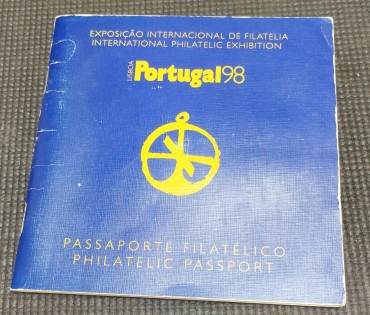 EXPOSIÇÃO INTERNACIONAL DE FILATELIA
INTERNATIONAL PHILATELIC EXHIBITION
LISBOA Portugal98
PASSAPORTE FILATÉLICO
PHILATELIC PASSPORT